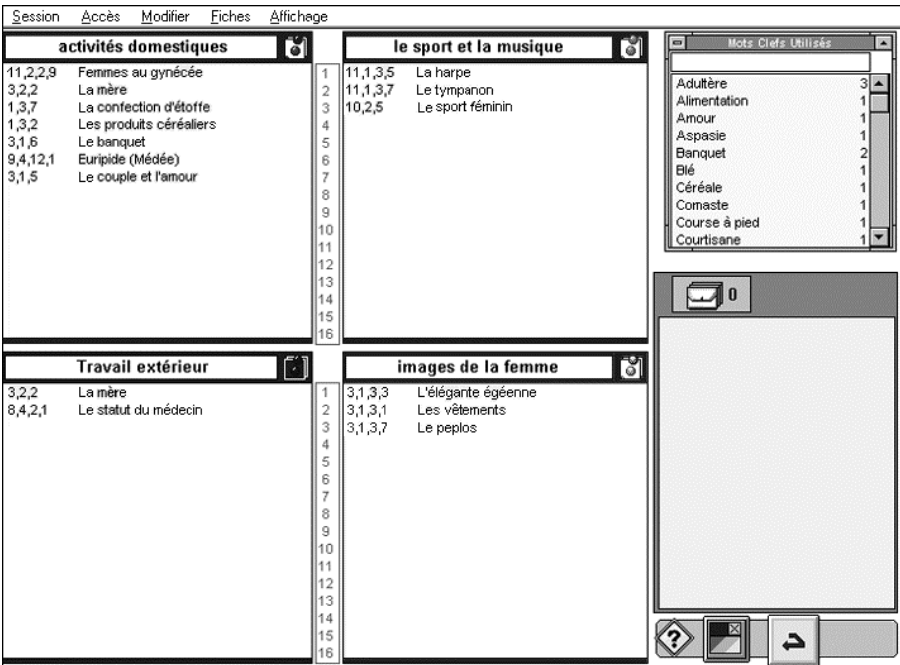 Session Accès Modifier Fiches Affichage
activités domestiques
11,2,2,9 Femmes au gynécée
3,2,2 La mère
1,3,7 La confection d'étoffe
1,3,2 Les produits céréaliers
3,1,6 Le banquet
9,4,12,1 Euripide (Médée)
3,1,5 Le couple et l'amour
1
2
3
4
5
6
7
8
9
10
11
12
13
14
15
16
le sport et la musique
11,1,3,5 La harpe
11,1,3,7 Le tympanon
10,2,5 Le sport féminin
Mots Clefs Utilisés
Adultère 3
Alimentation 1
Amour 1
Aspasie 1
Banquet 2
Blé 1
Céréale 1
Comaste 1
Course à pied 1
Courtisane 1
0
Travail extérieur
3,2,2 La mère
8,4,2,1 Le statut du médecin
1
2
3
4
5
6
7
8
9
10
11
12
13
14
15
16
images de la femme
3,1,3,3 L'élégante égéenne
3,1,3,1 Les vêtements
3,1,3,7 Le peplos
?